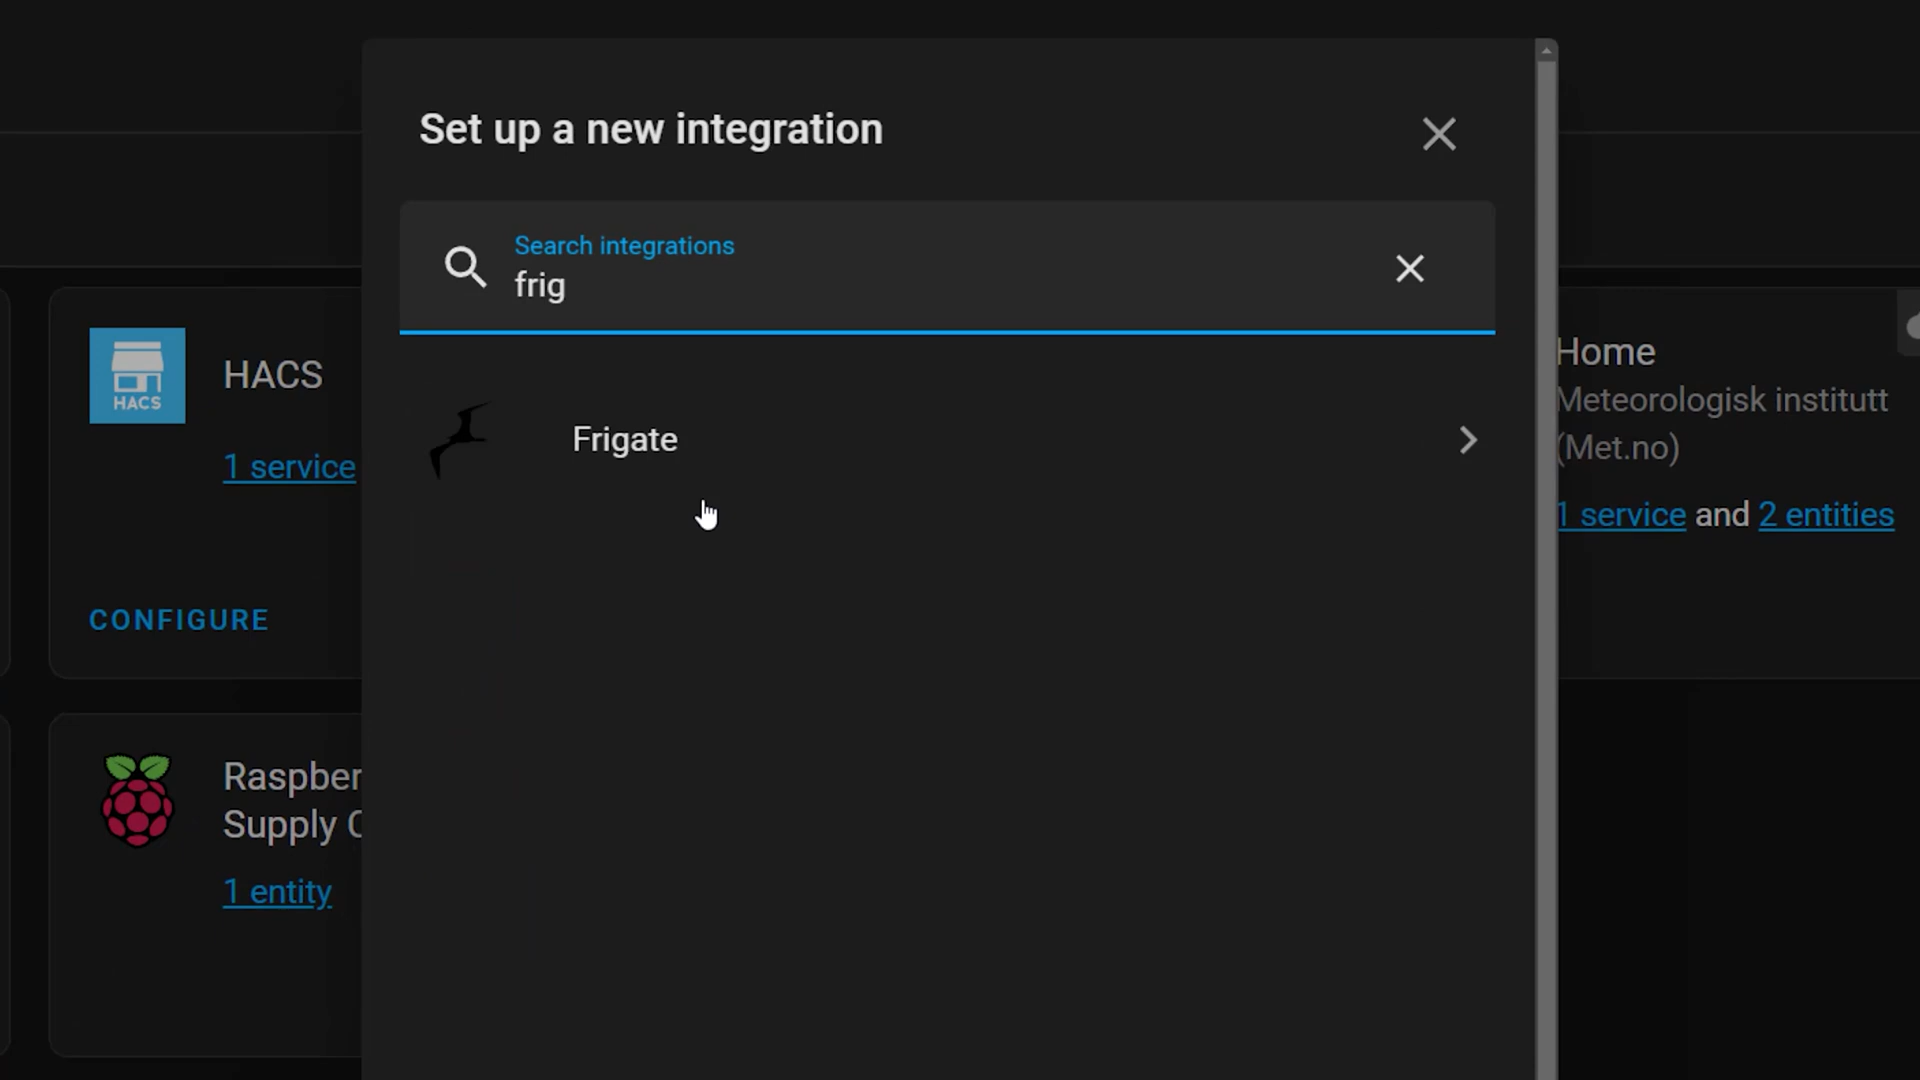 Set up a new integration
Search integrations
frig
Frigate
HACS
HACS
1 service
CONFIGURE
Raspber
Supply C
1 entity
Home
Meteorologisk institutt
(Met.no)
1 service and 2 entities